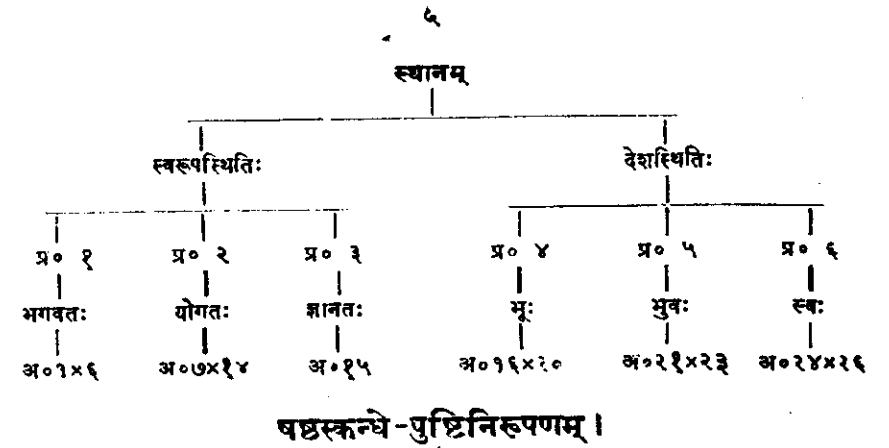 ५
स्थानम्
स्वरूपस्थितिः देशस्थितिः
प्र० १ प्र० २ प्र० ३ प्र० ४ प्र० ५ प्र० ६
भगवतः योगतः ज्ञानतः भूः भुवः स्वः
अ०१×६ अ०७×१४ अ०१५ अ०१६×२० अ०२१×२३ अ०२४×२६
षष्ठस्कन्धे-पुष्टिनिरूपणम् ।